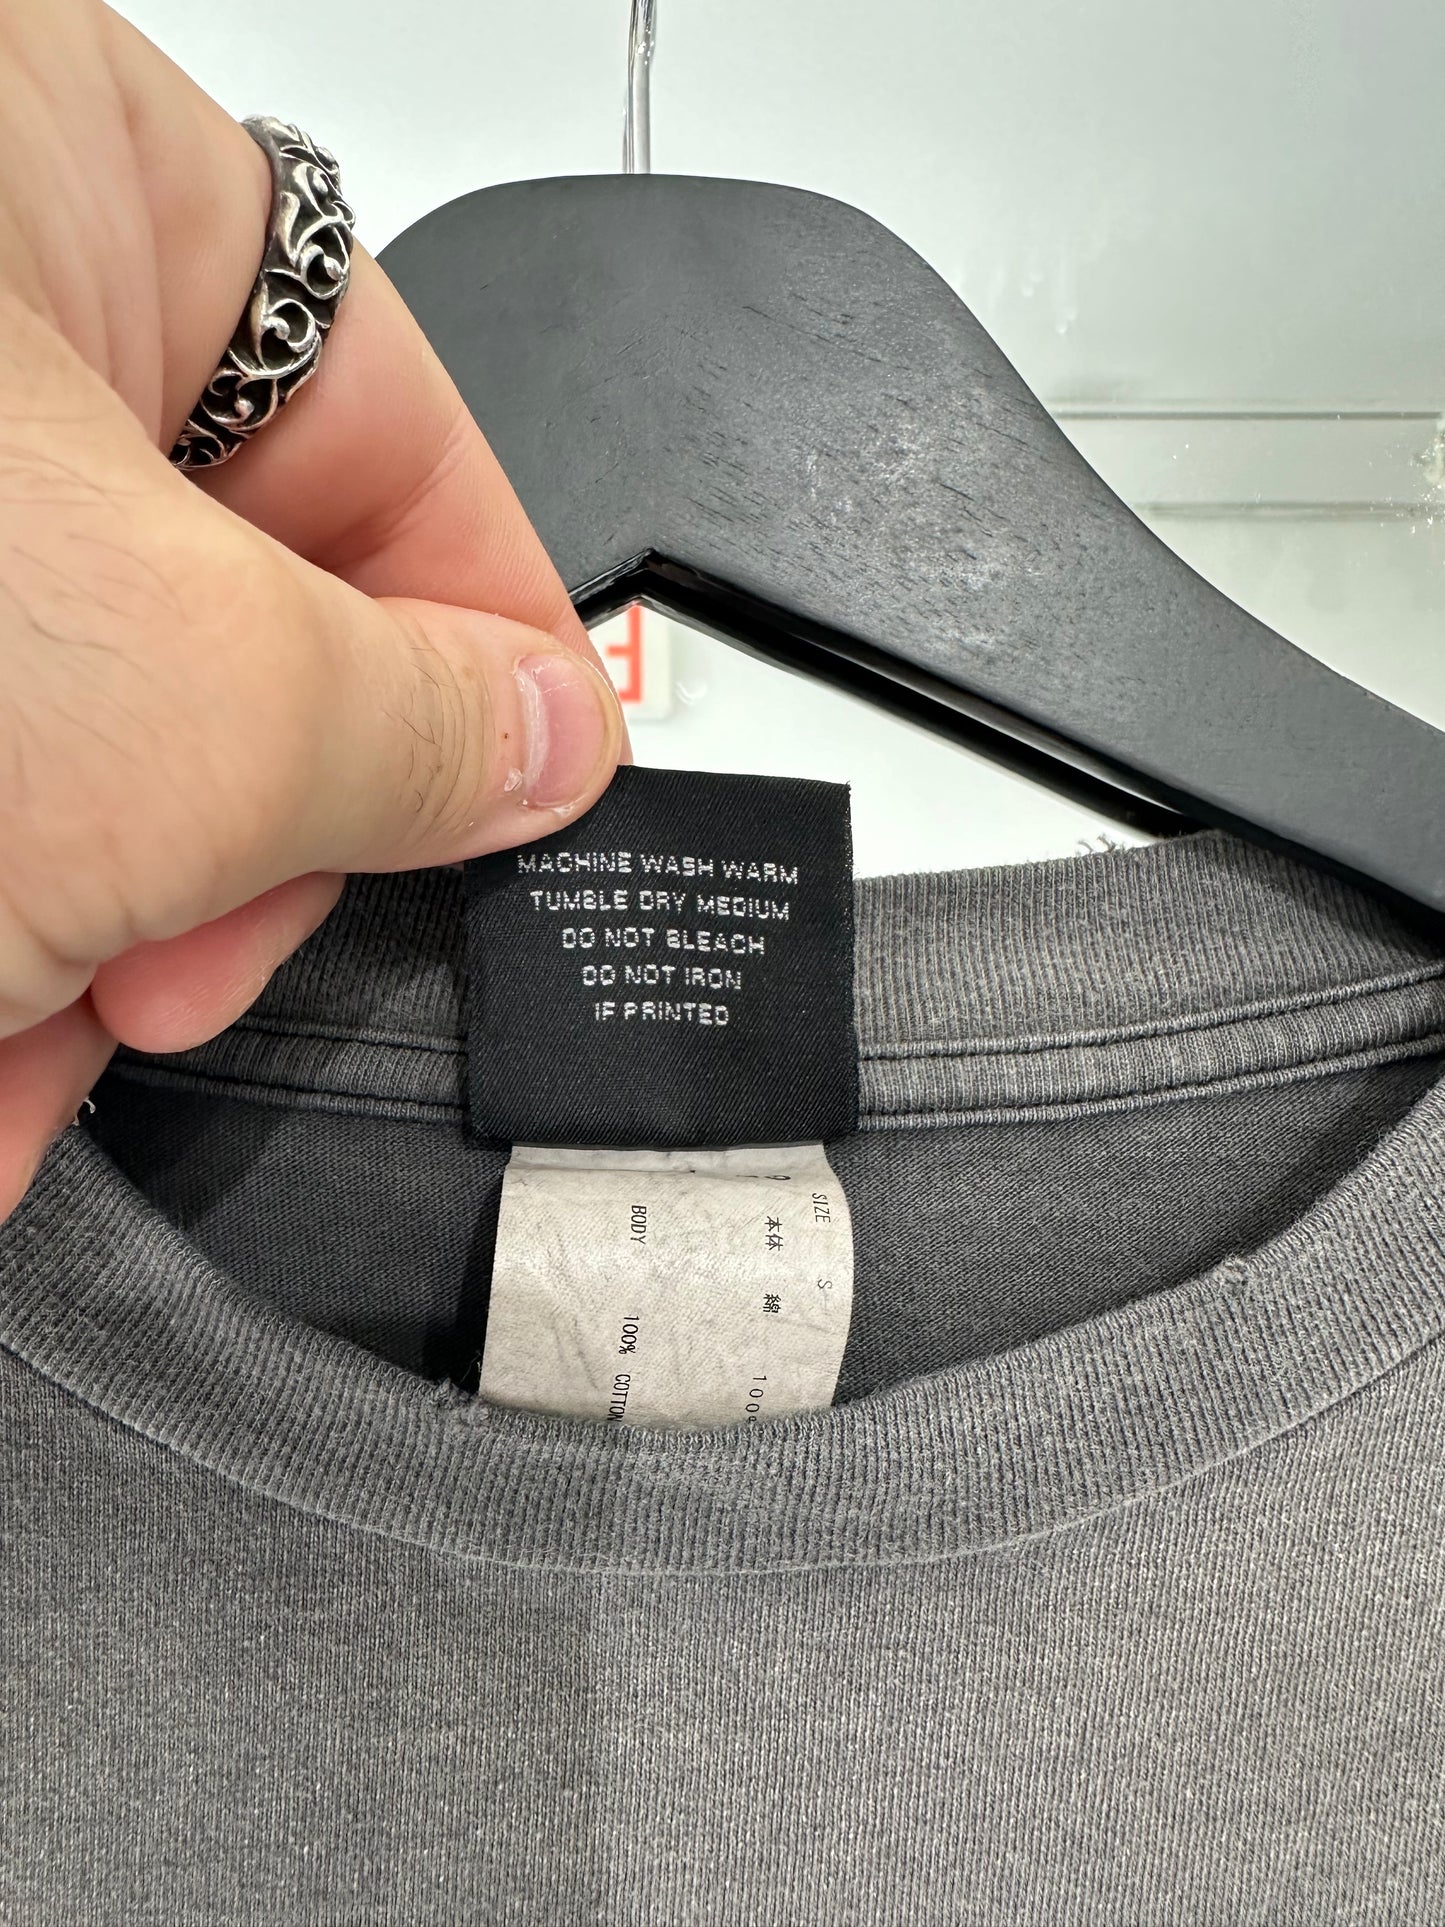 MACHINE WASH WARM
TUMBLE DRY MEDIUM
DO NOT BLEACH
DO NOT IRON
IF PRINTED
SIZE S
本体 綿
BODY 100% COTTON